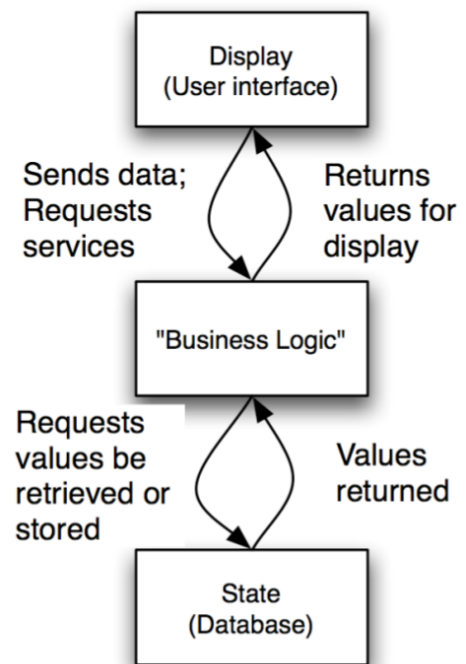 Display
(User interface)
Sends data;
Requests
services
Returns
values for
display
"Business Logic"
Requests
values be
retrieved or
stored
Values
returned
State
(Database)